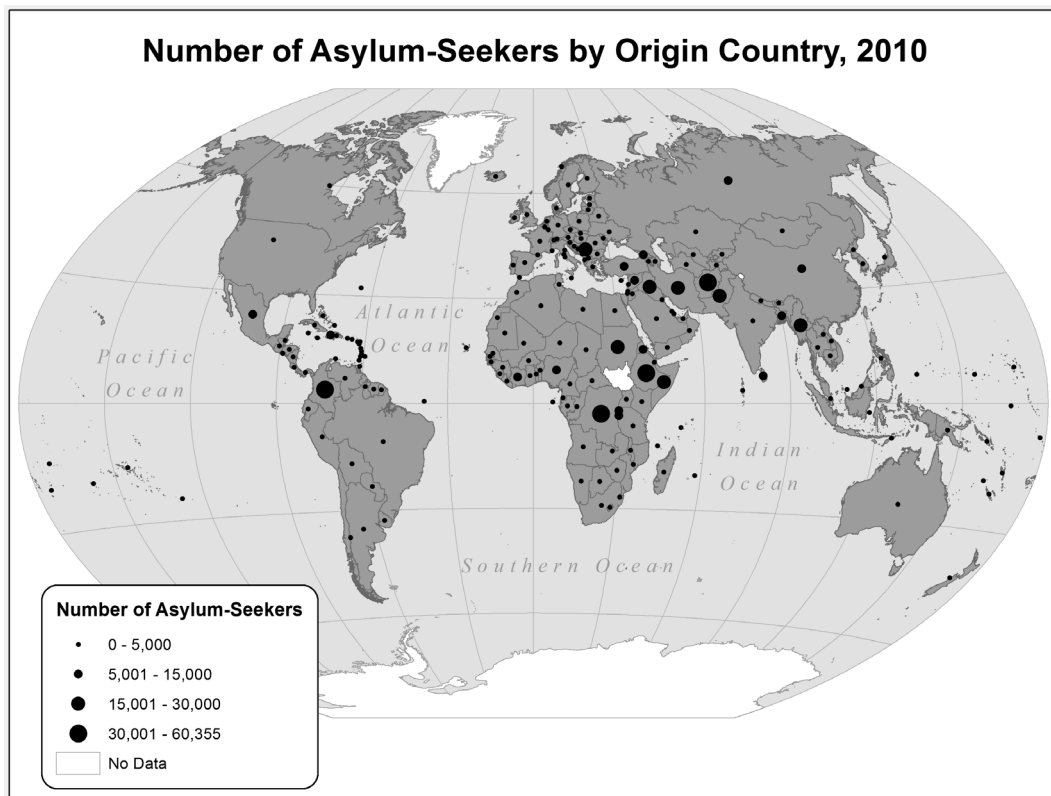 Number of Asylum-Seekers by Origin Country, 2010
Atlantic
Ocean
Pacific
Ocean
Indian
Ocean
Southern Ocean
Number of Asylum-Seekers
0 - 5,000
5,001 - 15,000
15,001 - 30,000
30,001 - 60,355
No Data